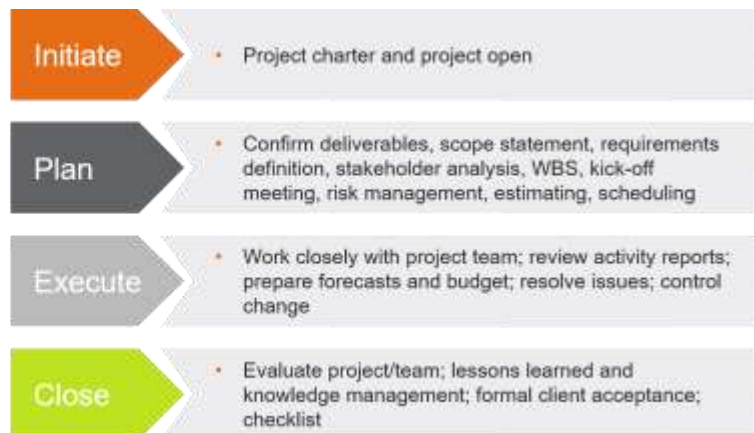 Initiate
• Project charter and project open
Plan
• Confirm deliverables, scope statement, requirements
definition, stakeholder analysis, WBS, kick-off
meeting, risk management, estimating, scheduling
Execute
• Work closely with project team; review activity reports;
prepare forecasts and budget; resolve issues; control
change
Close
• Evaluate project/team; lessons learned and
knowledge management; formal client acceptance;
checklist